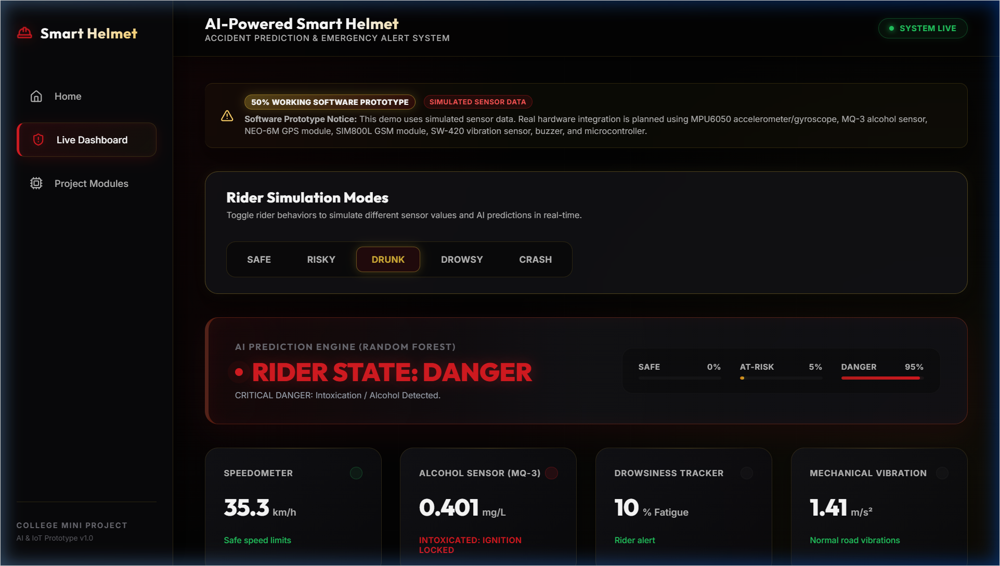 Smart Helmet
Home
Live Dashboard
Project Modules
COLLEGE MINI PROJECT
AI & IoT Prototype v1.0
AI-Powered Smart Helmet
ACCIDENT PREDICTION & EMERGENCY ALERT SYSTEM
SYSTEM LIVE
50% WORKING SOFTWARE PROTOTYPE
SIMULATED SENSOR DATA
Software Prototype Notice: This demo uses simulated sensor data. Real hardware integration is planned using MPU6050 accelerometer/gyroscope, MQ-3 alcohol sensor,
NEO-6M GPS module, SIM800L GSM module, SW-420 vibration sensor, buzzer, and microcontroller.
Rider Simulation Modes
Toggle rider behaviors to simulate different sensor values and AI predictions in real-time.
SAFE RISKY DRUNK DROWSY CRASH
AI PREDICTION ENGINE (RANDOM FOREST)
RIDER STATE: DANGER
CRITICAL DANGER: Intoxication / Alcohol Detected.
SAFE 0% AT-RISK 5% DANGER 95%
SPEEDOMETER
35.3 km/h
Safe speed limits
ALCOHOL SENSOR (MQ-3)
0.401 mg/L
INTOXICATED: IGNITION
LOCKED
DROWSINESS TRACKER
10 % Fatigue
Rider alert
MECHANICAL VIBRATION
1.41 m/s²
Normal road vibrations